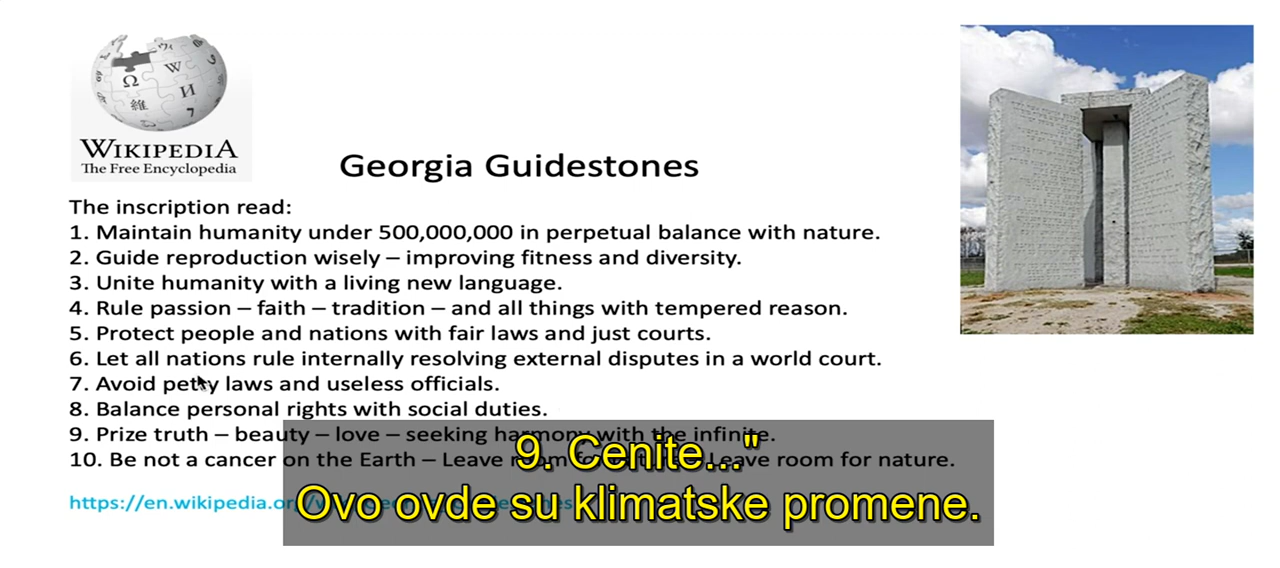 WIKIPEDIA
The Free Encyclopedia
Georgia Guidestones
The inscription read:
1. Maintain humanity under 500,000,000 in perpetual balance with nature.
2. Guide reproduction wisely – improving fitness and diversity.
3. Unite humanity with a living new language.
4. Rule passion – faith – tradition – and all things with tempered reason.
5. Protect people and nations with fair laws and just courts.
6. Let all nations rule internally resolving external disputes in a world court.
7. Avoid petty laws and useless officials.
8. Balance personal rights with social duties.
9. Prize truth – beauty – love – seeking harmony with the infinite.
10. Be not a cancer on the Earth – Leave room for nature – Leave room for nature.
9. Cenite..."
Ovo ovde su klimatske promene.